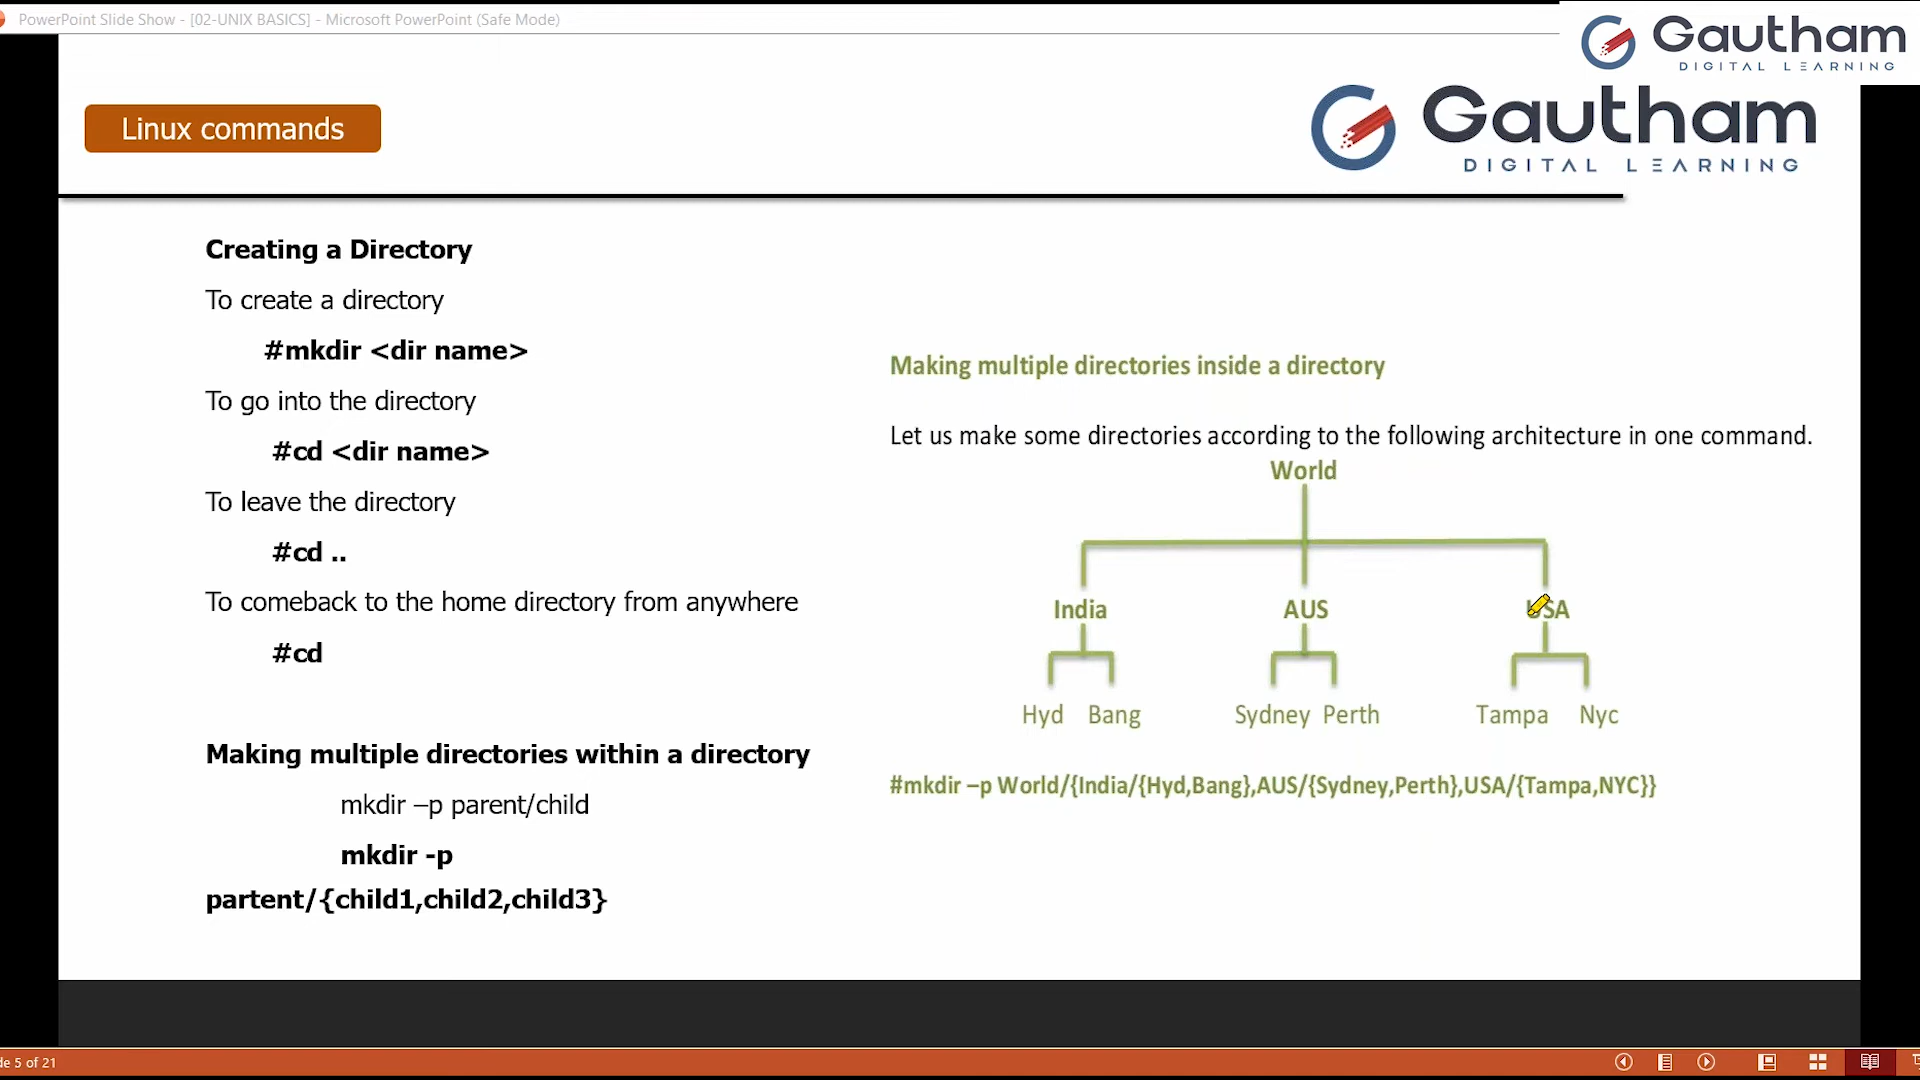 PowerPoint Slide Show - [02-UNIX BASICS] - Microsoft PowerPoint (Safe Mode)
Gautham
DIGITAL LEARNING
Gautham
DIGITAL LEARNING
Linux commands
Creating a Directory
To create a directory
#mkdir <dir name>
To go into the directory
#cd <dir name>
To leave the directory
#cd ..
To comeback to the home directory from anywhere
#cd
Making multiple directories within a directory
mkdir –p parent/child
mkdir -p
partent/{child1,child2,child3}
Making multiple directories inside a directory
Let us make some directories according to the following architecture in one command.
World
India AUS USA
Hyd Bang Sydney Perth Tampa Nyc
#mkdir –p World/{India/{Hyd,Bang},AUS/{Sydney,Perth},USA/{Tampa,NYC}}
de 5 of 21